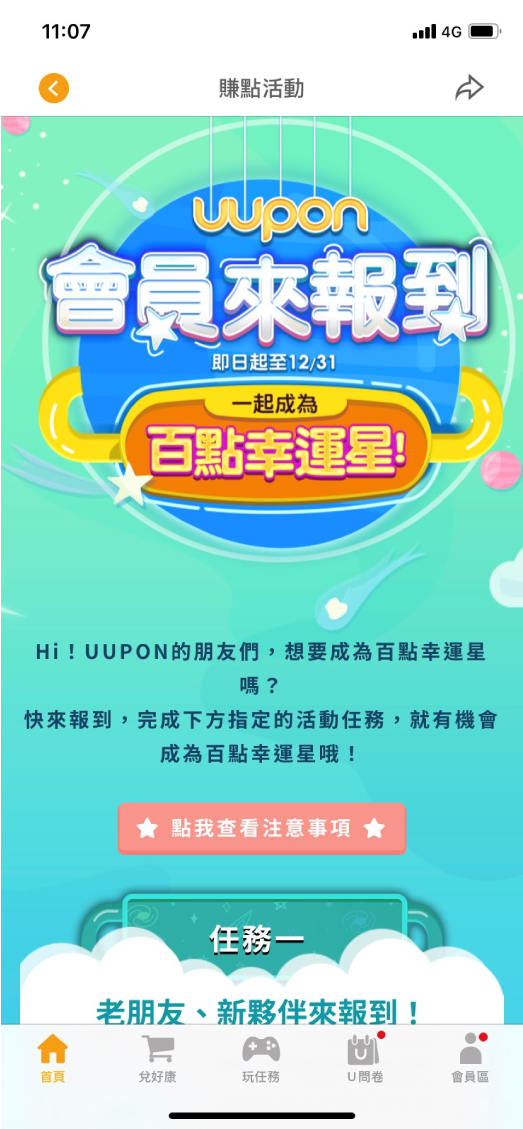 11:07
4G
賺點活動
uupon
會員來報到
即日起至12/31
一起成為
百點幸運星!
Hi！UUPON的朋友們，想要成為百點幸運星
嗎？
快來報到，完成下方指定的活動任務，就有機會
成為百點幸運星哦！
點我查看注意事項
任務一
老朋友、新夥伴來報到！
首頁
兌好康
玩任務
U問卷
會員區